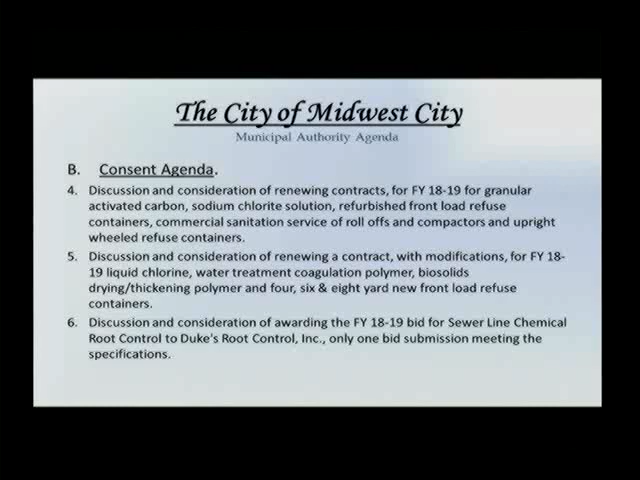 The City of Midwest City
Municipal Authority Agenda
B. Consent Agenda.
4. Discussion and consideration of renewing contracts, for FY 18-19 for granular
activated carbon, sodium chlorite solution, refurbished front load refuse
containers, commercial sanitation service of roll offs and compactors and upright
wheeled refuse containers.
5. Discussion and consideration of renewing a contract, with modifications, for FY 18-
19 liquid chlorine, water treatment coagulation polymer, biosolids
drying/thickening polymer and four, six & eight yard new front load refuse
containers.
6. Discussion and consideration of awarding the FY 18-19 bid for Sewer Line Chemical
Root Control to Duke's Root Control, Inc., only one bid submission meeting the
specifications.